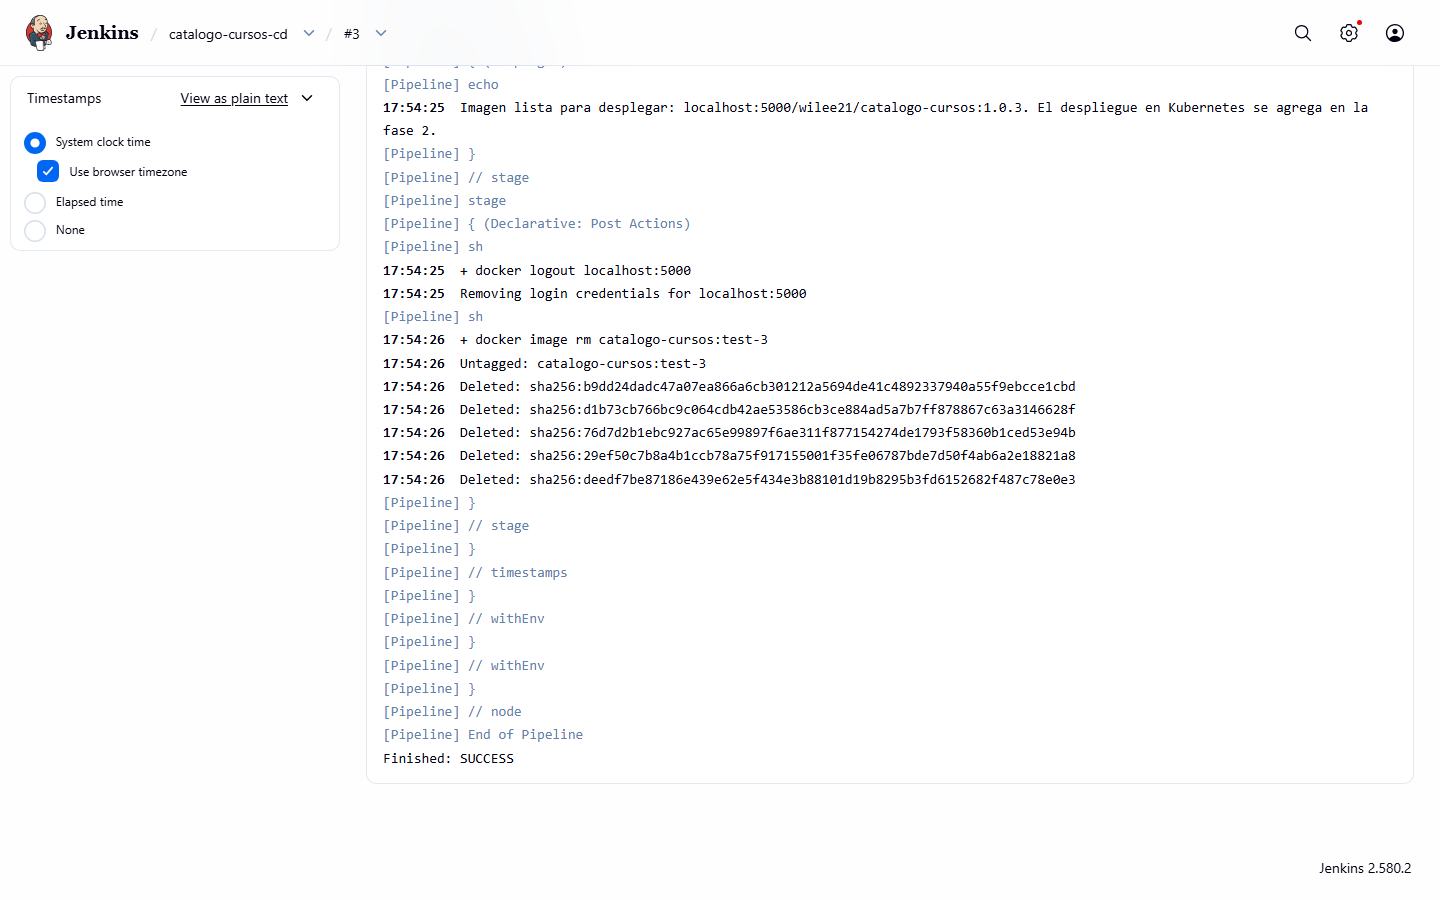 Jenkins / catalogo-cursos-cd / #3
Timestamps View as plain text
System clock time
Use browser timezone
Elapsed time
None
[Pipeline] echo
17:54:25 Imagen lista para desplegar: localhost:5000/wilee21/catalogo-cursos:1.0.3. El despliegue en Kubernetes se agrega en la
fase 2.
[Pipeline] }
[Pipeline] // stage
[Pipeline] stage
[Pipeline] { (Declarative: Post Actions)
[Pipeline] sh
17:54:25 + docker logout localhost:5000
17:54:25 Removing login credentials for localhost:5000
[Pipeline] sh
17:54:26 + docker image rm catalogo-cursos:test-3
17:54:26 Untagged: catalogo-cursos:test-3
17:54:26 Deleted: sha256:b9dd24dadc47a07ea866a6cb301212a5694de41c4892337940a55f9ebcce1cbd
17:54:26 Deleted: sha256:d1b73cb766bc9c064cdb42ae53586cb3ce884ad5a7b7ff878867c63a3146628f
17:54:26 Deleted: sha256:76d7d2b1ebc927ac65e99897f6ae311f877154274de1793f58360b1ced53e94b
17:54:26 Deleted: sha256:29ef50c7b8a4b1ccb78a75f917155001f35fe06787bde7d50f4ab6a2e18821a8
17:54:26 Deleted: sha256:deedf7be87186e439e62e5f434e3b88101d19b8295b3fd6152682f487c78e0e3
[Pipeline] }
[Pipeline] // stage
[Pipeline] }
[Pipeline] // timestamps
[Pipeline] }
[Pipeline] // withEnv
[Pipeline] }
[Pipeline] // withEnv
[Pipeline] }
[Pipeline] // node
[Pipeline] End of Pipeline
Finished: SUCCESS
Jenkins 2.580.2